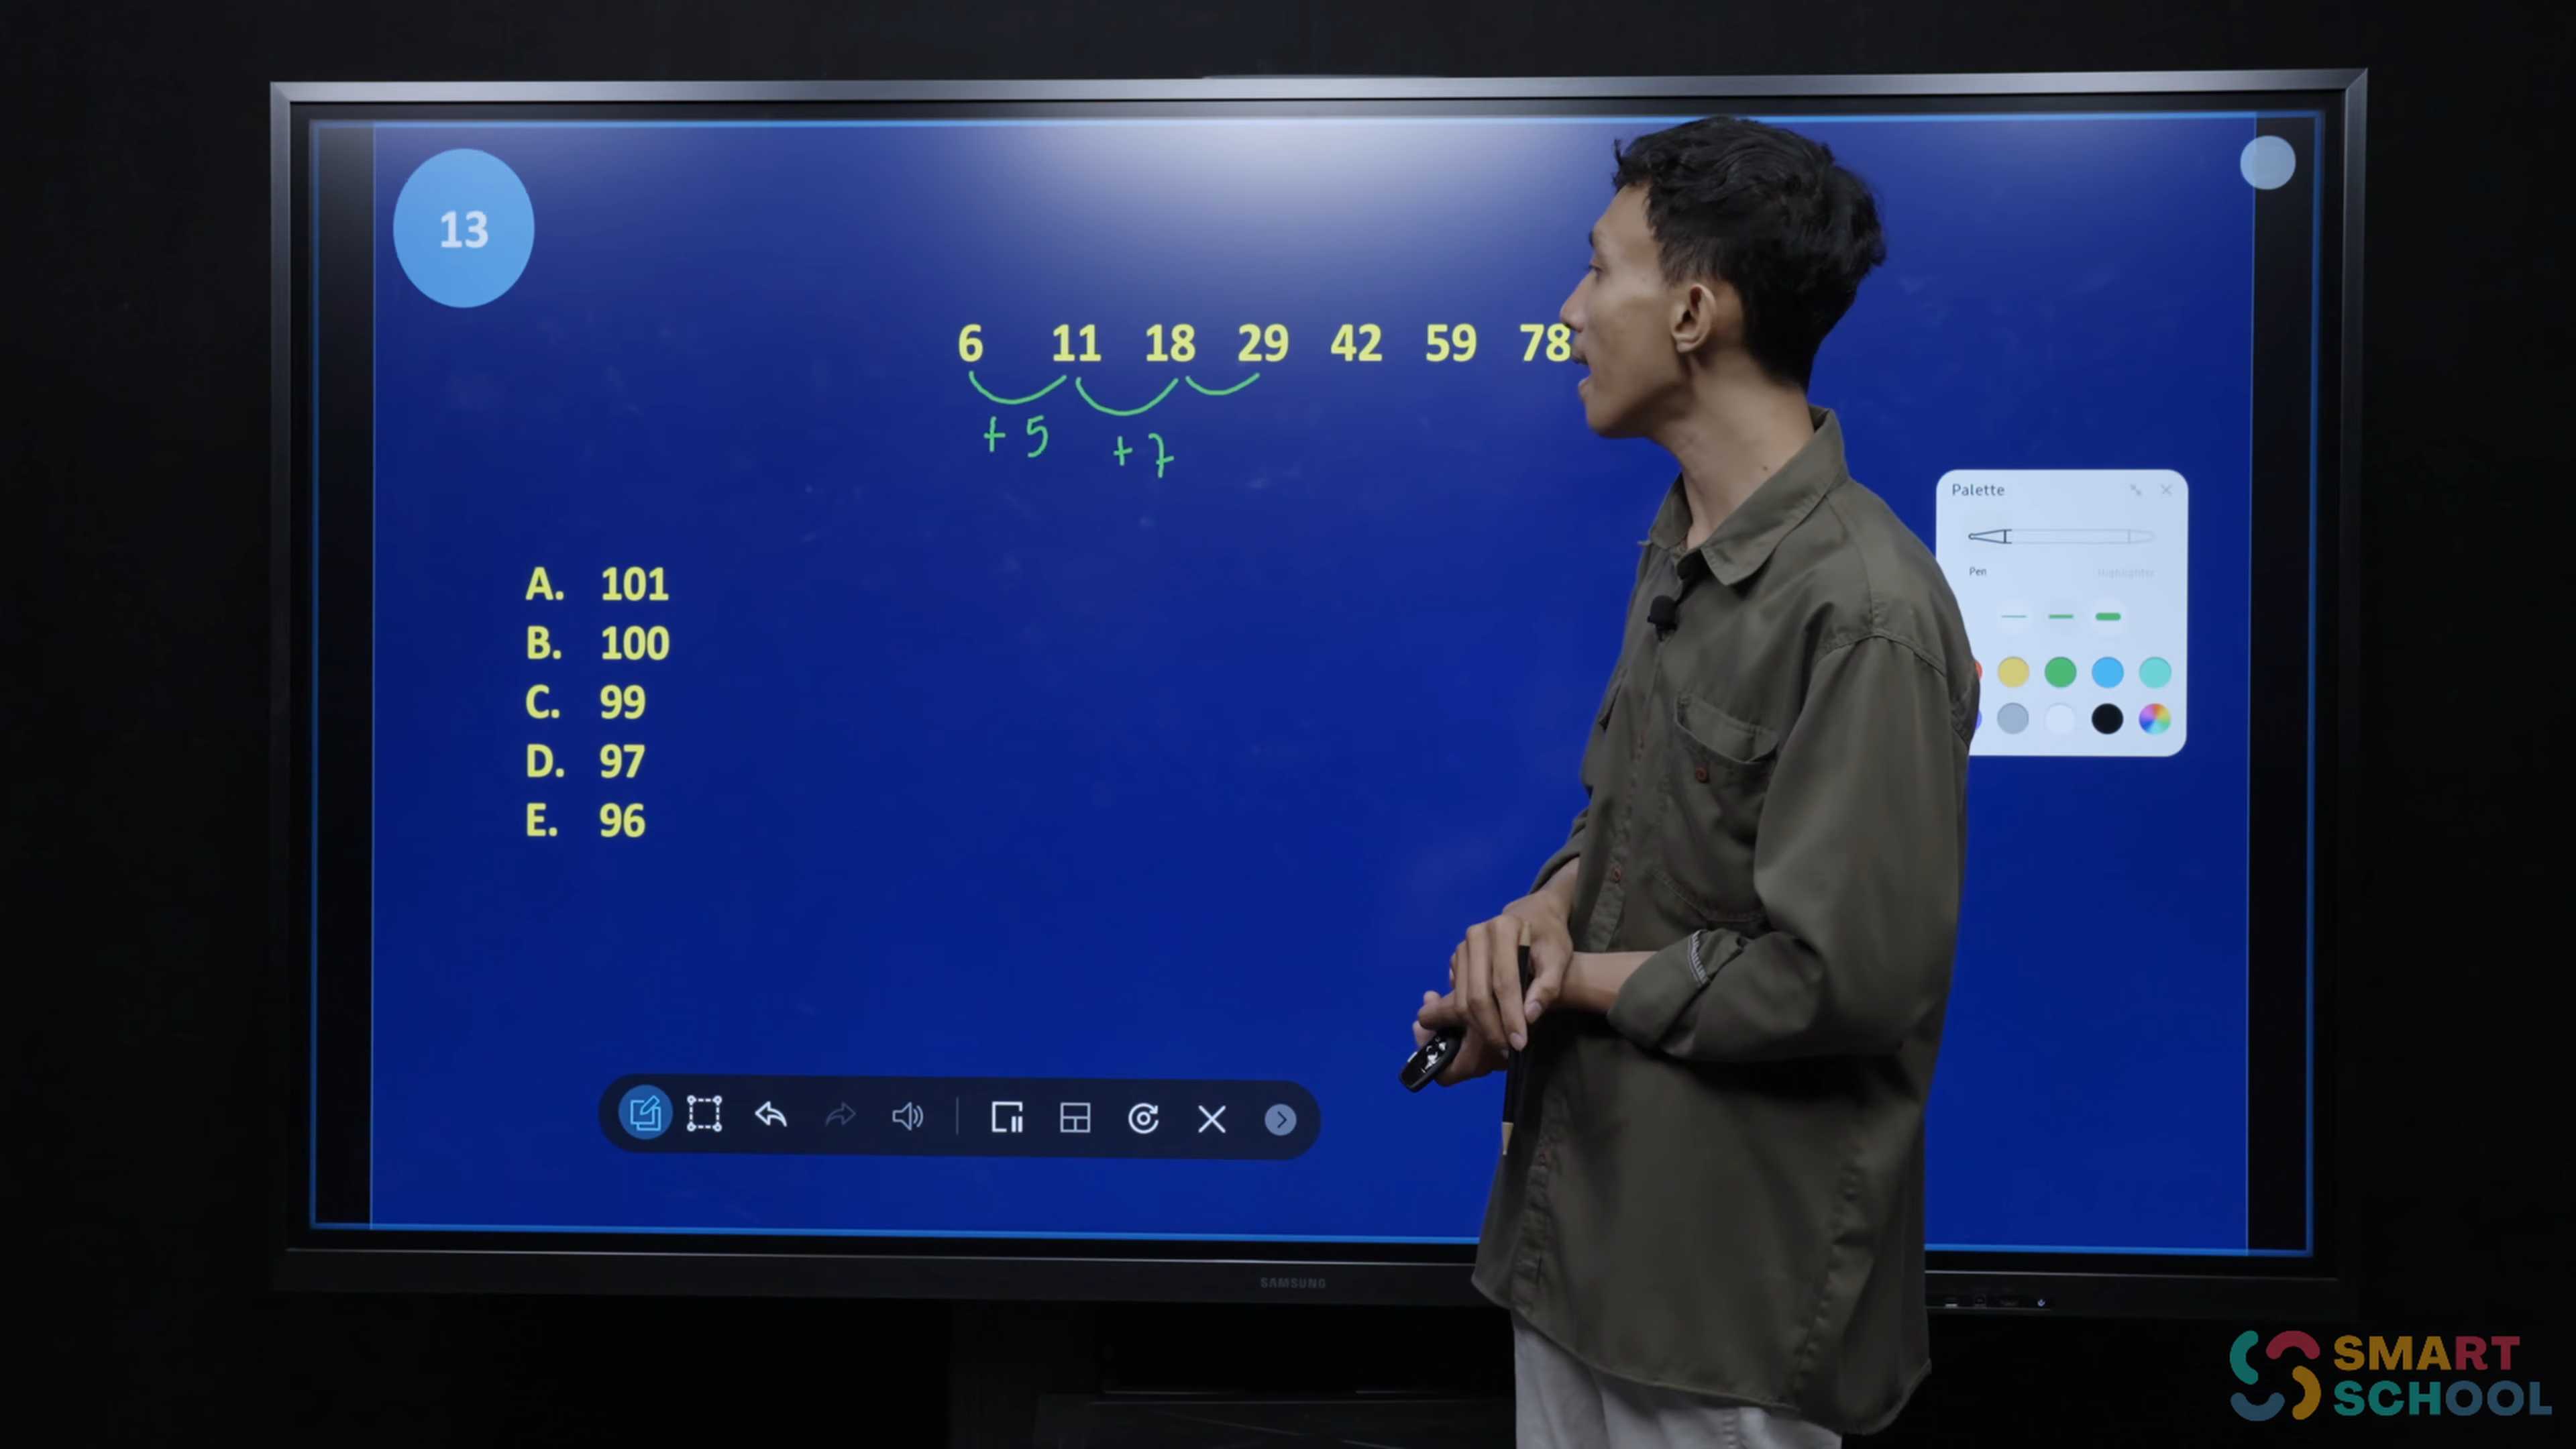 13
6 11 18 29 42 59 78
+ 5 + 7
A. 101
B. 100
C. 99
D. 97
E. 96
Palette
Pen Highlighter
SAMSUNG
SMART
SCHOOL